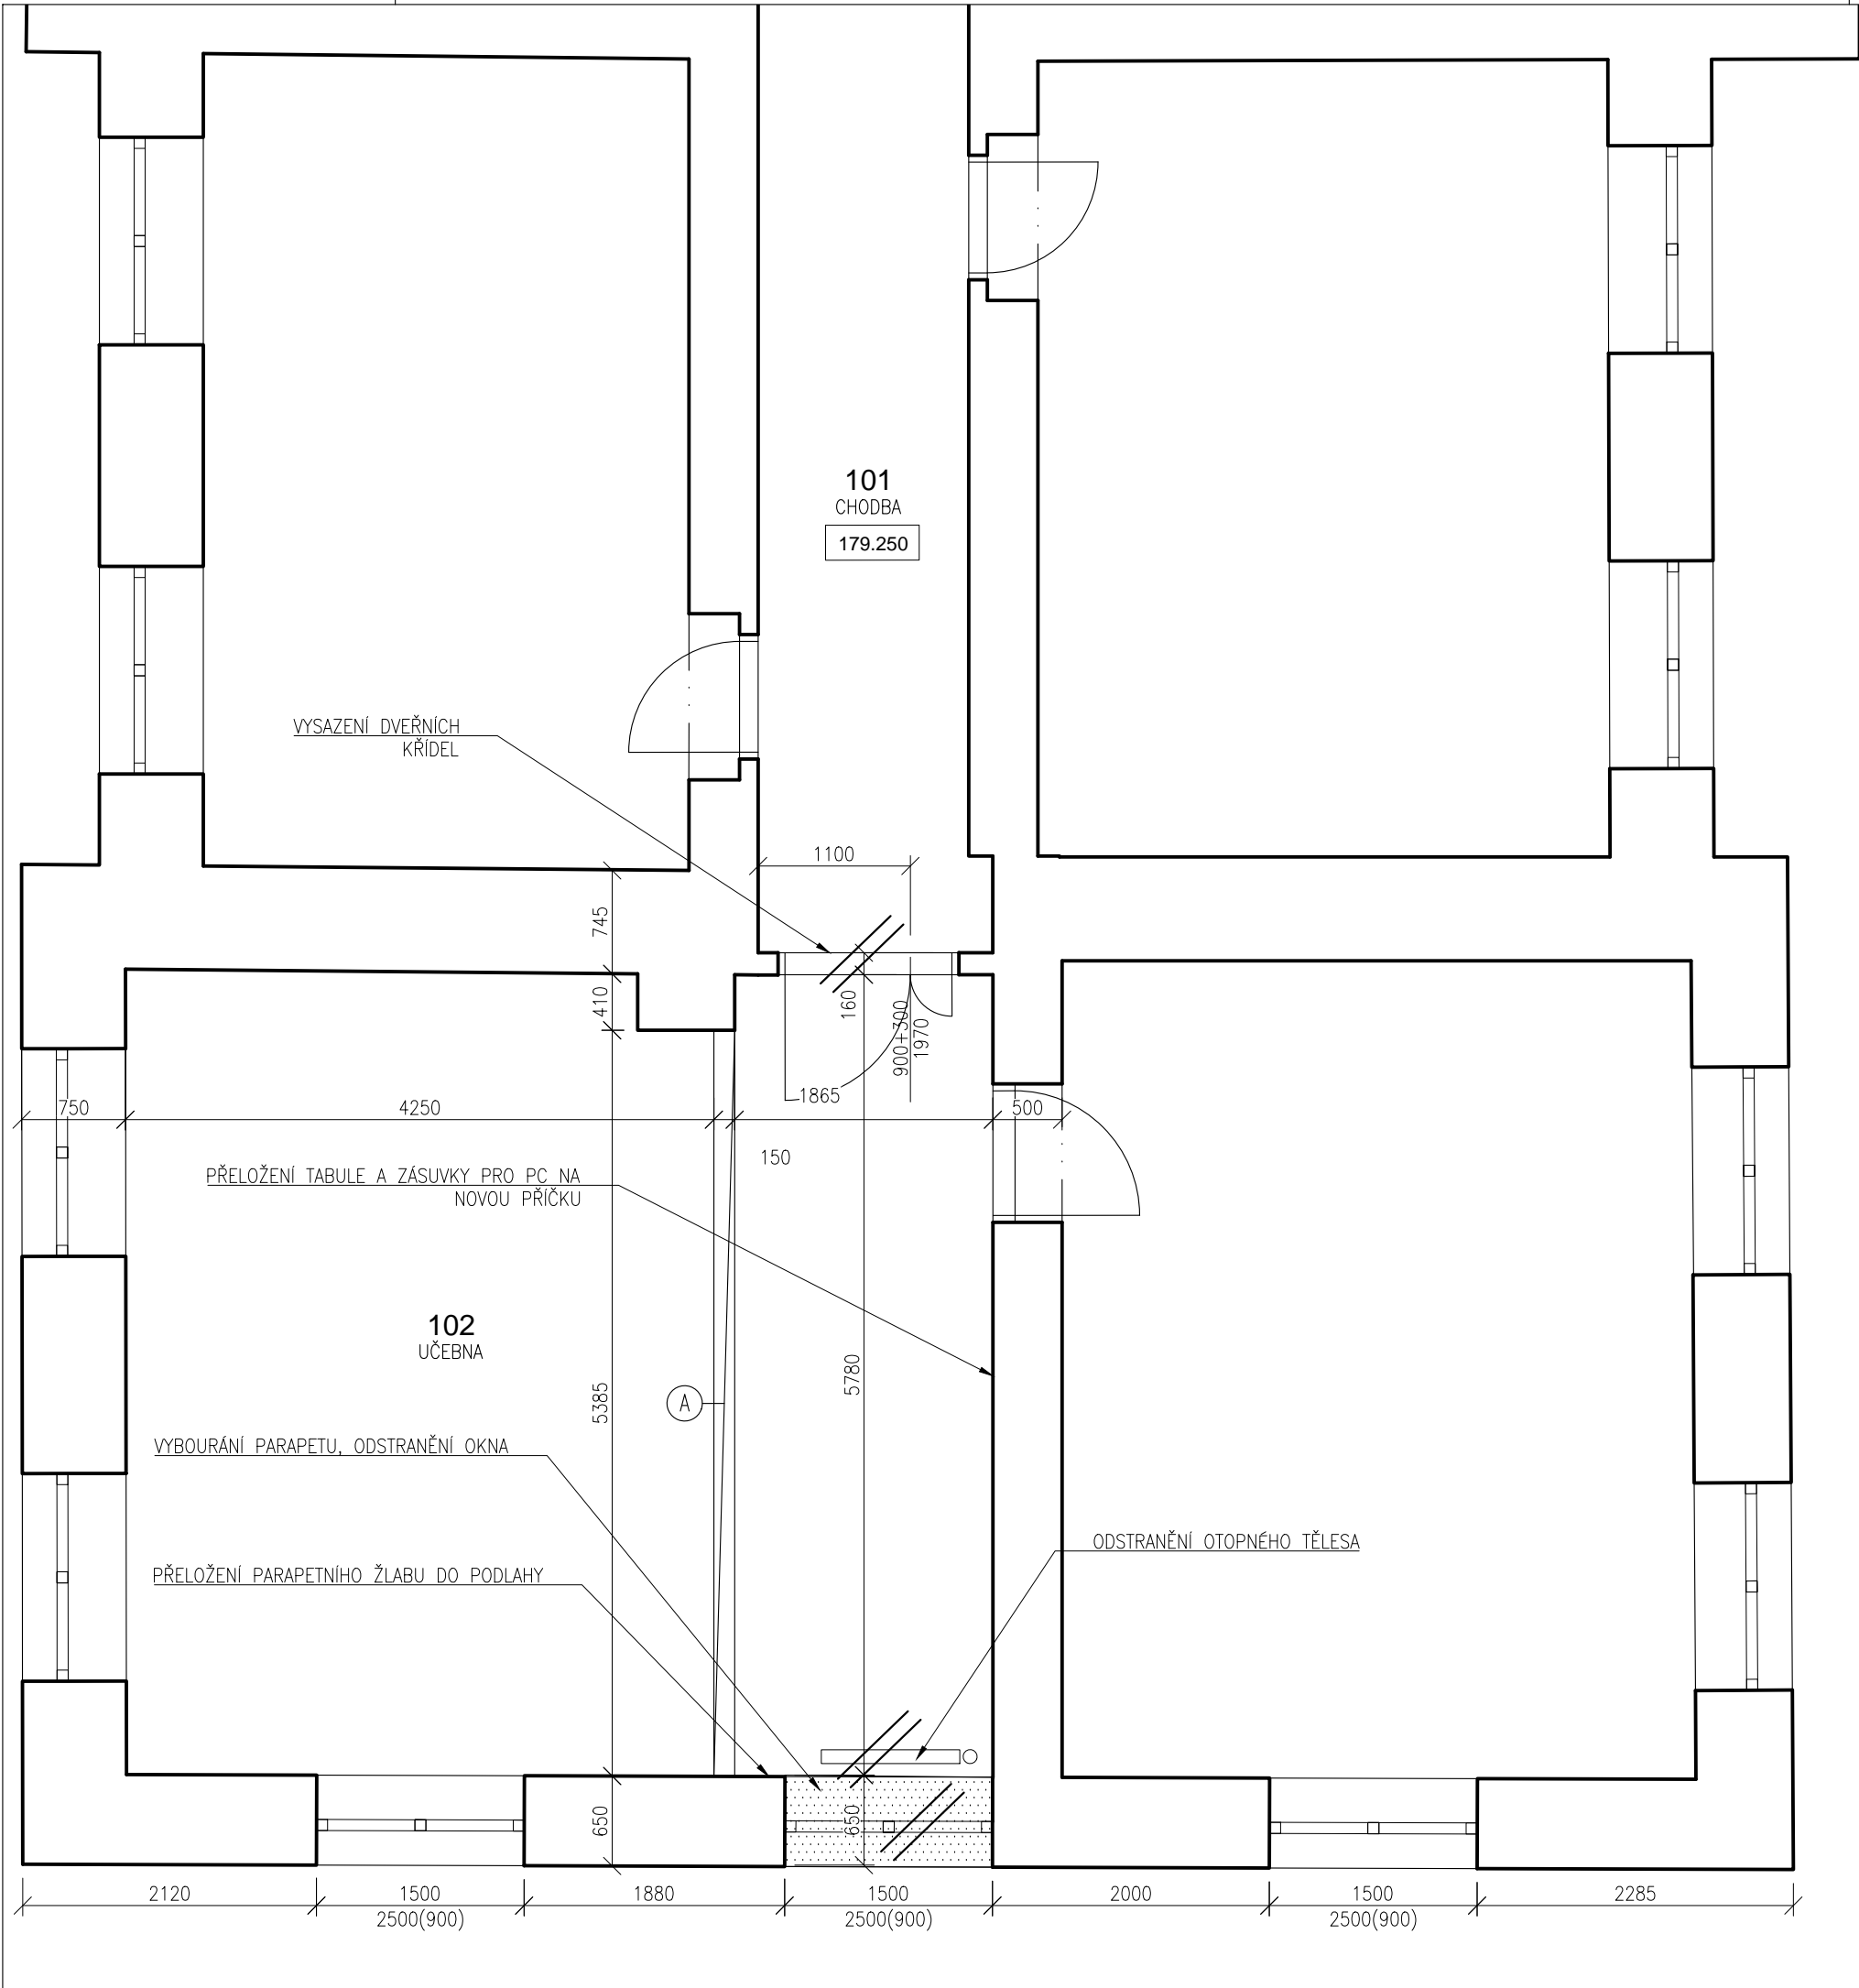 101
CHODBA
179.250
VYSAZENÍ DVEŘNÍCH
KŘÍDEL
1100
745
410
160
900+300
1970
1865
750
4250
500
150
PŘELOŽENÍ TABULE A ZÁSUVKY PRO PC NA
NOVOU PŘÍČKU
102
UČEBNA
5385
5780
A
VYBOURÁNÍ PARAPETU, ODSTRANĚNÍ OKNA
ODSTRANĚNÍ OTOPNÉHO TĚLESA
PŘELOŽENÍ PARAPETNÍHO ŽLABU DO PODLAHY
650
650
2120
1500
1880
1500
2000
1500
2285
2500(900)
2500(900)
2500(900)